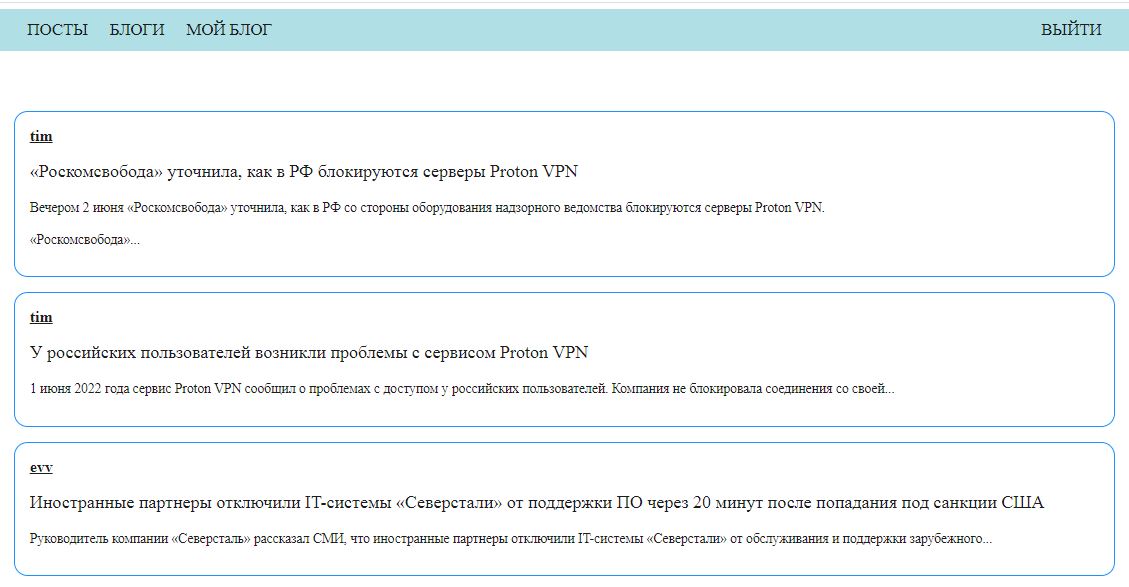 ПОСТЫ БЛОГИ МОЙ БЛОГ ВЫЙТИ
tim
«Роскомсвобода» уточнила, как в РФ блокируются серверы Proton VPN
Вечером 2 июня «Роскомсвобода» уточнила, как в РФ со стороны оборудования надзорного ведомства блокируются серверы Proton VPN.
«Роскомсвобода»...
tim
У российских пользователей возникли проблемы с сервисом Proton VPN
1 июня 2022 года сервис Proton VPN сообщил о проблемах с доступом у российских пользователей. Компания не блокировала соединения со своей...
evv
Иностранные партнеры отключили IT-системы «Северстали» от поддержки ПО через 20 минут после попадания под санкции США
Руководитель компании «Северсталь» рассказал СМИ, что иностранные партнеры отключили IT-системы «Северстали» от обслуживания и поддержки зарубежного...